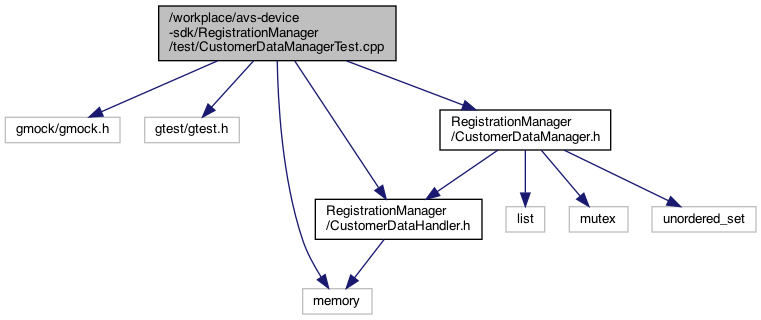 /workplace/avs-device
-sdk/RegistrationManager
/test/CustomerDataManagerTest.cpp
gmock/gmock.h
gtest/gtest.h
RegistrationManager
/CustomerDataManager.h
RegistrationManager
/CustomerDataHandler.h
list
mutex
unordered_set
memory